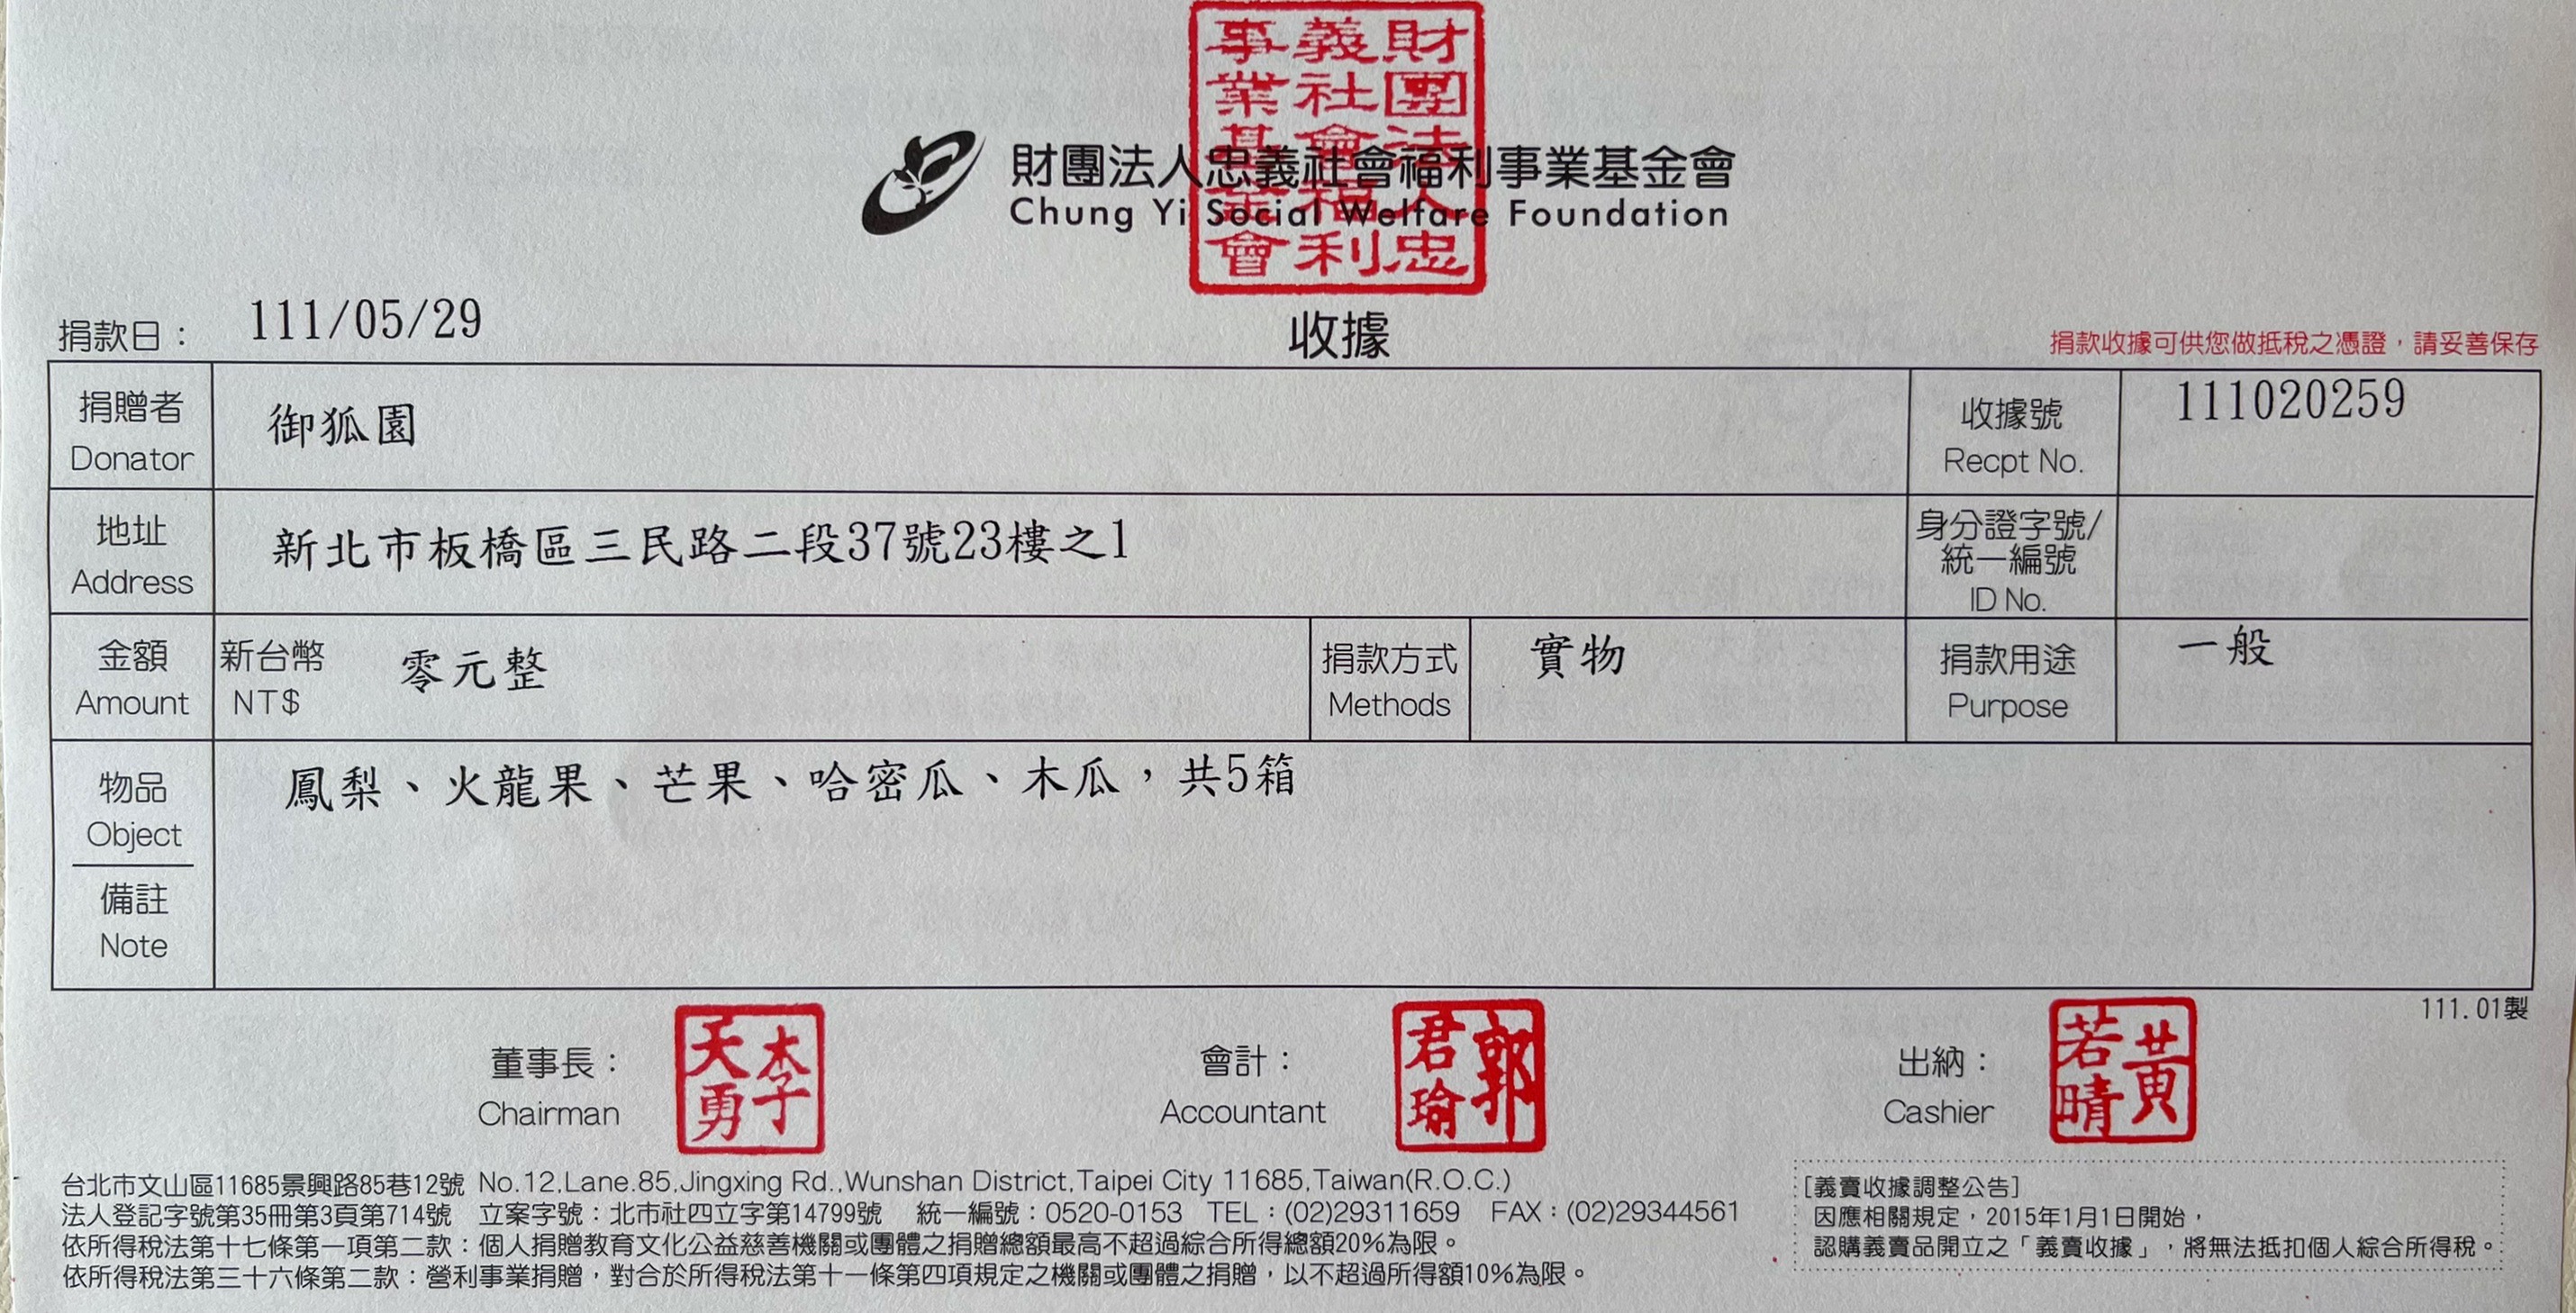 財團法人忠義社會福利事業基金會
財團法人忠義社會福利事業基金會
Chung Yi Social Welfare Foundation
捐款日： 111/05/29
收據
捐款收據可供您做抵稅之憑證，請妥善保存
捐贈者 御狐園 收據號 111020259
Donator Recpt No.
地址 新北市板橋區三民路二段37號23樓之1 身分證字號/
統一編號
Address ID No.
金額 新台幣 零元整 捐款方式 實物 捐款用途 一般
Amount NT$ Methods Purpose
物品 鳳梨、火龍果、芒果、哈密瓜、木瓜，共5箱
Object
備註
Note
111.01製
董事長： 李天勇 會計： 郭君瑜 出納： 黃若晴
Chairman Accountant Cashier
台北市文山區11685景興路85巷12號 No.12,Lane.85,Jingxing Rd.,Wunshan District,Taipei City 11685,Taiwan(R.O.C.)
法人登記字號第35冊第3頁第714號 立案字號：北市社四立字第14799號 統一編號：0520-0153 TEL：(02)29311659 FAX：(02)29344561
依所得稅法第十七條第一項第二款：個人捐贈教育文化公益慈善機關或團體之捐贈總額最高不超過綜合所得總額20%為限。
依所得稅法第三十六條第二款：營利事業捐贈，對合於所得稅法第十一條第四項規定之機關或團體之捐贈，以不超過所得額10%為限。
[義賣收據調整公告]
因應相關規定，2015年1月1日開始，
認購義賣品開立之「義賣收據」，將無法抵扣個人綜合所得稅。